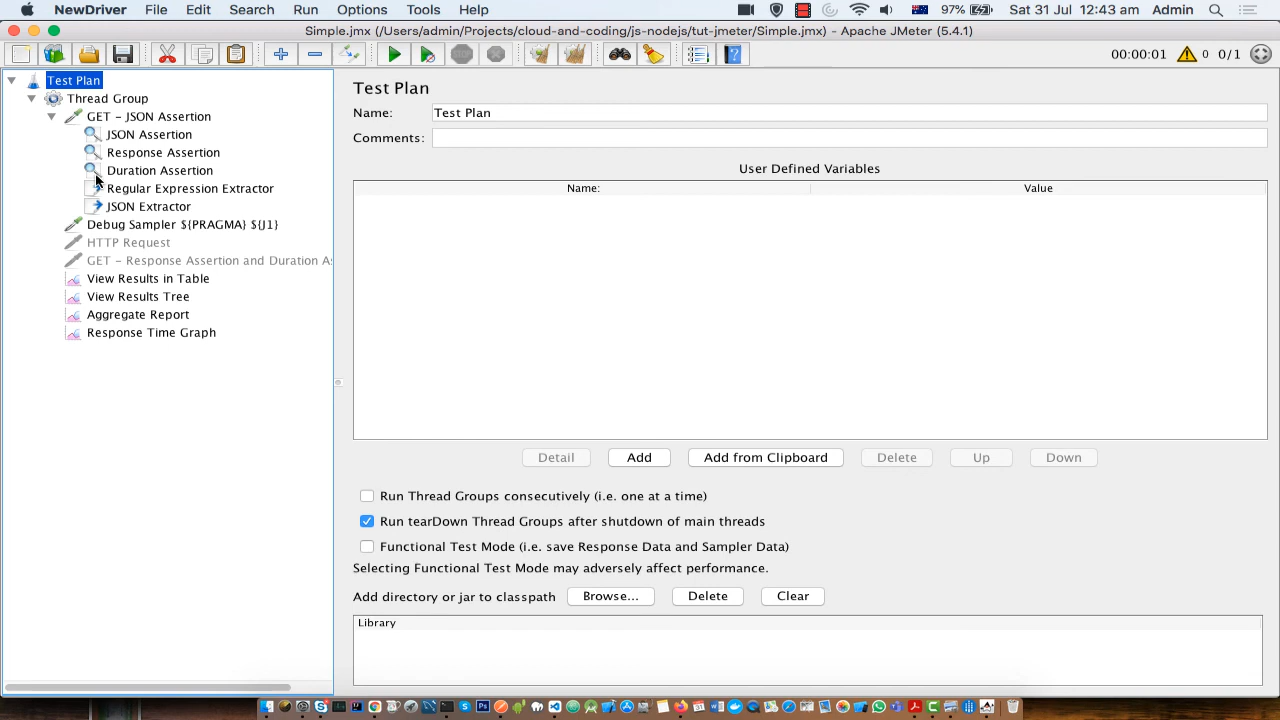 NewDriver File Edit Search Run Options Tools Help 97% Sat 31 Jul 12:43 am Admin
Simple.jmx (/Users/admin/Projects/cloud-and-coding/js-nodejs/tut-jmeter/Simple.jmx) - Apache JMeter (5.4.1)
00:00:01 0 0/1
Test Plan
Thread Group
GET - JSON Assertion
JSON Assertion
Response Assertion
Duration Assertion
Regular Expression Extractor
JSON Extractor
Debug Sampler ${PRAGMA} ${J1}
HTTP Request
GET - Response Assertion and Duration As
View Results in Table
View Results Tree
Aggregate Report
Response Time Graph
Test Plan
Name: Test Plan
Comments:
User Defined Variables
Name: Value
Detail Add Add from Clipboard Delete Up Down
Run Thread Groups consecutively (i.e. one at a time)
Run tearDown Thread Groups after shutdown of main threads
Functional Test Mode (i.e. save Response Data and Sampler Data)
Selecting Functional Test Mode may adversely affect performance.
Add directory or jar to classpath Browse... Delete Clear
Library